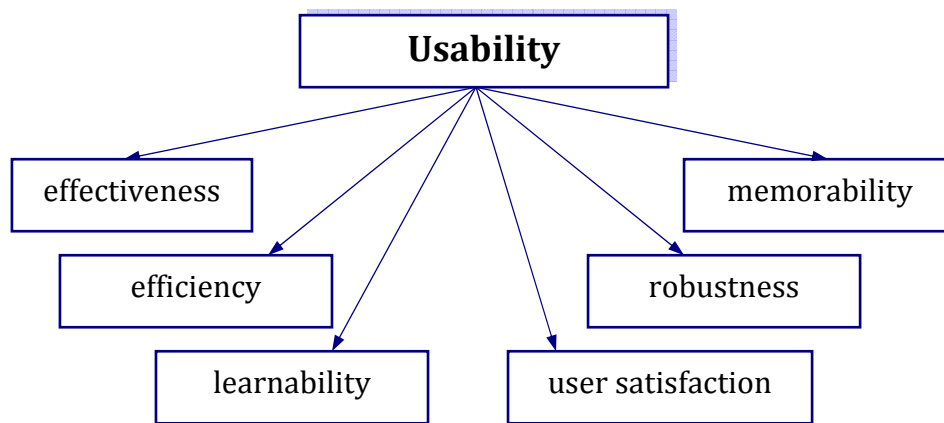 Usability
effectiveness
memorability
efficiency
robustness
learnability
user satisfaction